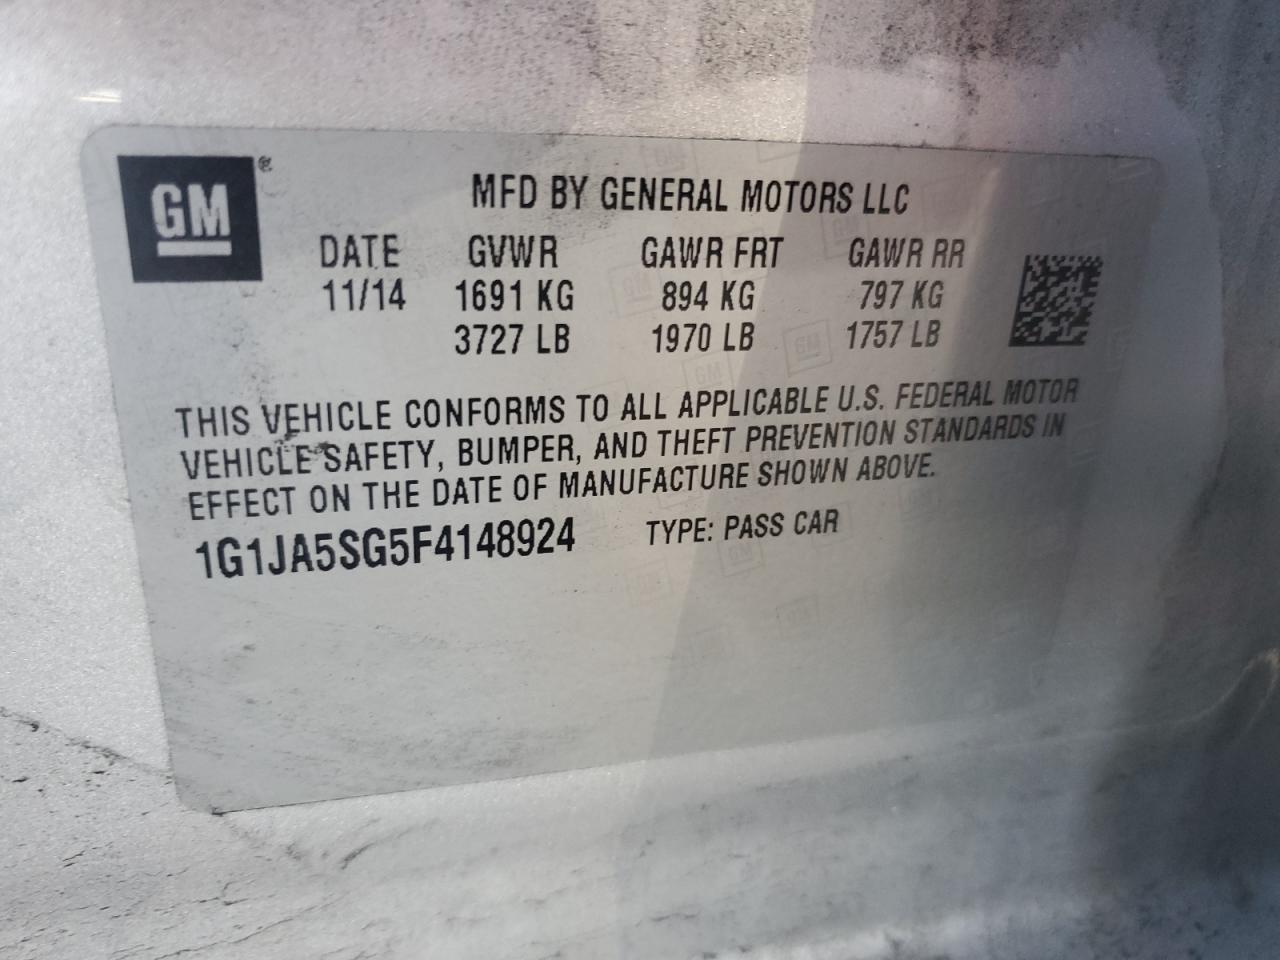 GM®
MFD BY GENERAL MOTORS LLC
DATE GVWR GAWR FRT GAWR RR
11/14 1691 KG 894 KG 797 KG
3727 LB 1970 LB 1757 LB
THIS VEHICLE CONFORMS TO ALL APPLICABLE U.S. FEDERAL MOTOR
VEHICLE SAFETY, BUMPER, AND THEFT PREVENTION STANDARDS IN
EFFECT ON THE DATE OF MANUFACTURE SHOWN ABOVE.
1G1JA5SG5F4148924 TYPE: PASS CAR